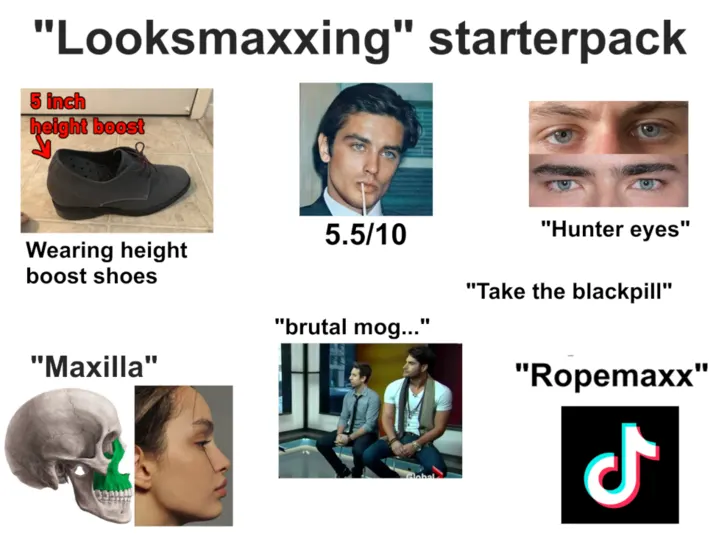 "Looksmaxxing" starterpack
5 inch
height boost
Wearing height
boost shoes
5.5/10
"Hunter eyes"
"Take the blackpill"
"brutal mog..."
"Maxilla"
"Ropemaxx"
Global